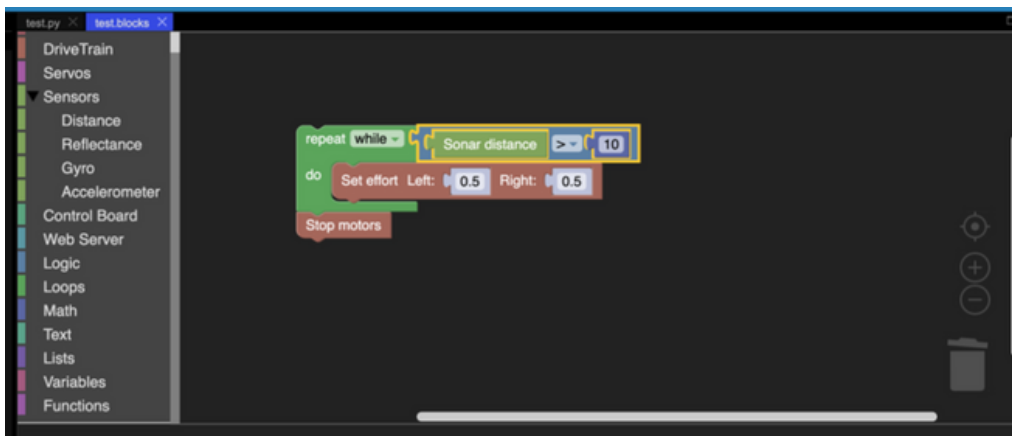 test.py
test.blocks
DriveTrain
Servos
Sensors
Distance
Reflectance
Gyro
Accelerometer
Control Board
Web Server
Logic
Loops
Math
Text
Lists
Variables
Functions
repeat while Sonar distance > 10
do Set effort Left: 0.5 Right: 0.5
Stop motors